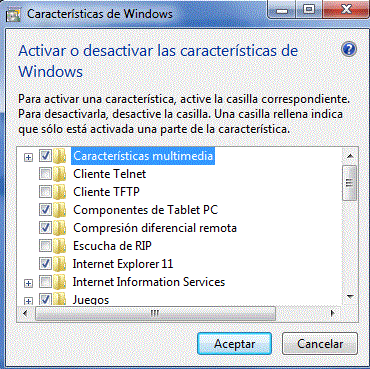 Características de Windows
Activar o desactivar las características de
Windows
Para activar una característica, active la casilla correspondiente.
Para desactivarla, desactive la casilla. Una casilla rellena indica
que sólo está activada una parte de la característica.
Características multimedia
Cliente Telnet
Cliente TFTP
Componentes de Tablet PC
Compresión diferencial remota
Escucha de RIP
Internet Explorer 11
Internet Information Services
Juegos
Aceptar
Cancelar